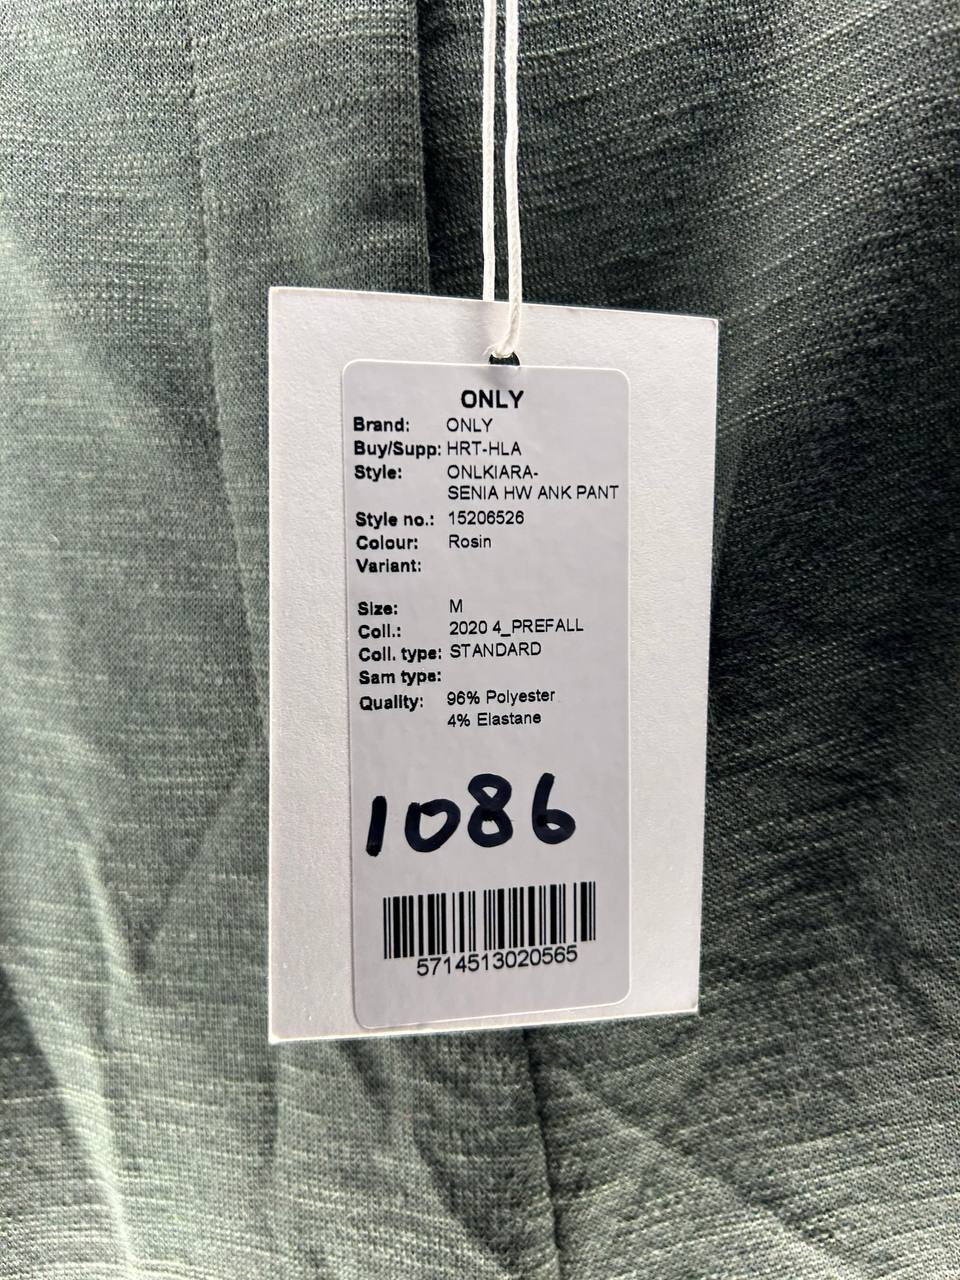 ONLY
Brand: ONLY
Buy/Supp: HRT-HLA
Style: ONLKIARA-
SENIA HW ANK PANT
Style no.: 15206526
Colour: Rosin
Variant:
Size: M
Coll.: 2020 4_PREFALL
Coll. type: STANDARD
Sam type:
Quality: 96% Polyester
4% Elastane
1086
5714513020565